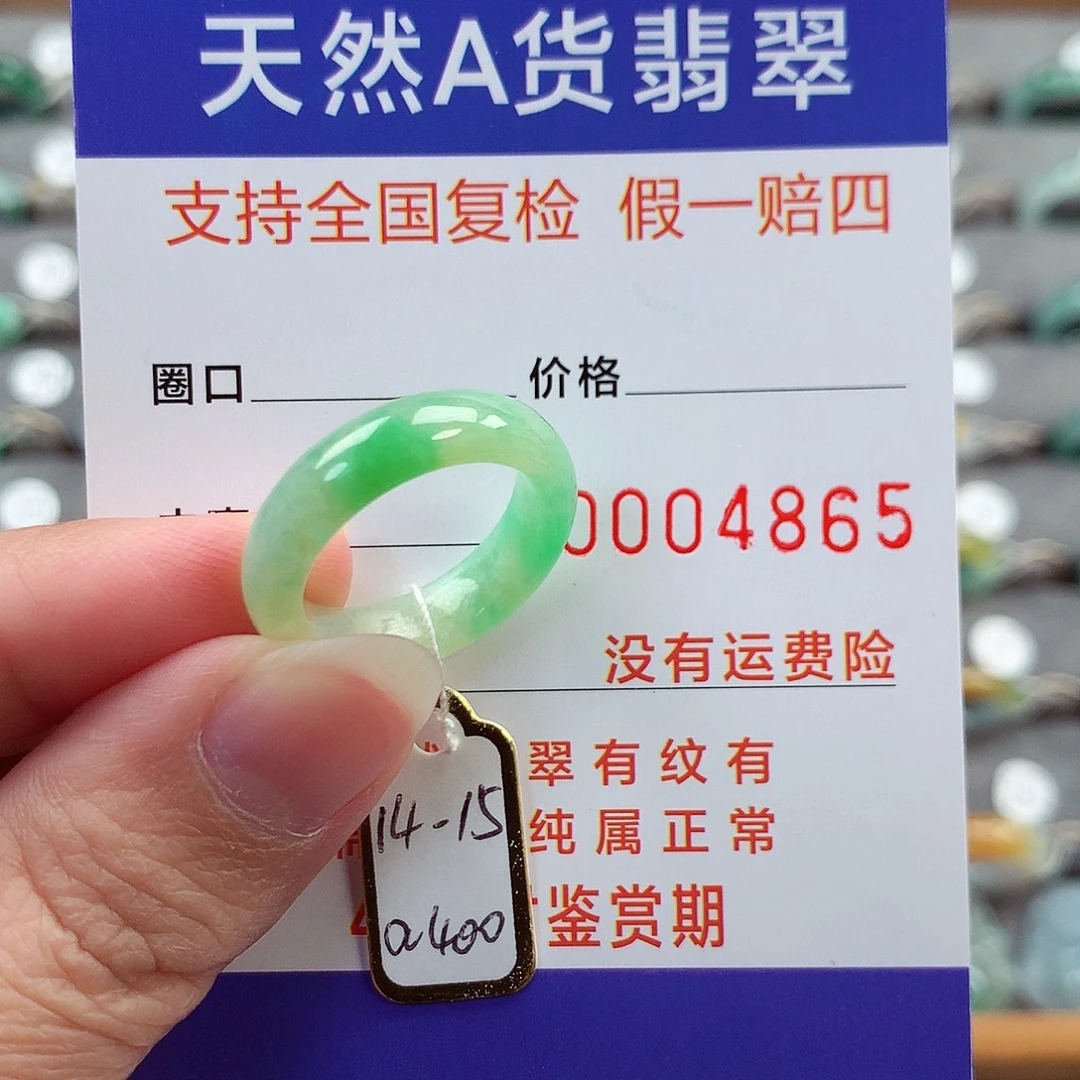 天然A货翡翠
支持全国复检 假一赔四
圈口 价格
0004865
没有运费险
翠有纹有
纯属正常
鉴赏期
14-15
a400